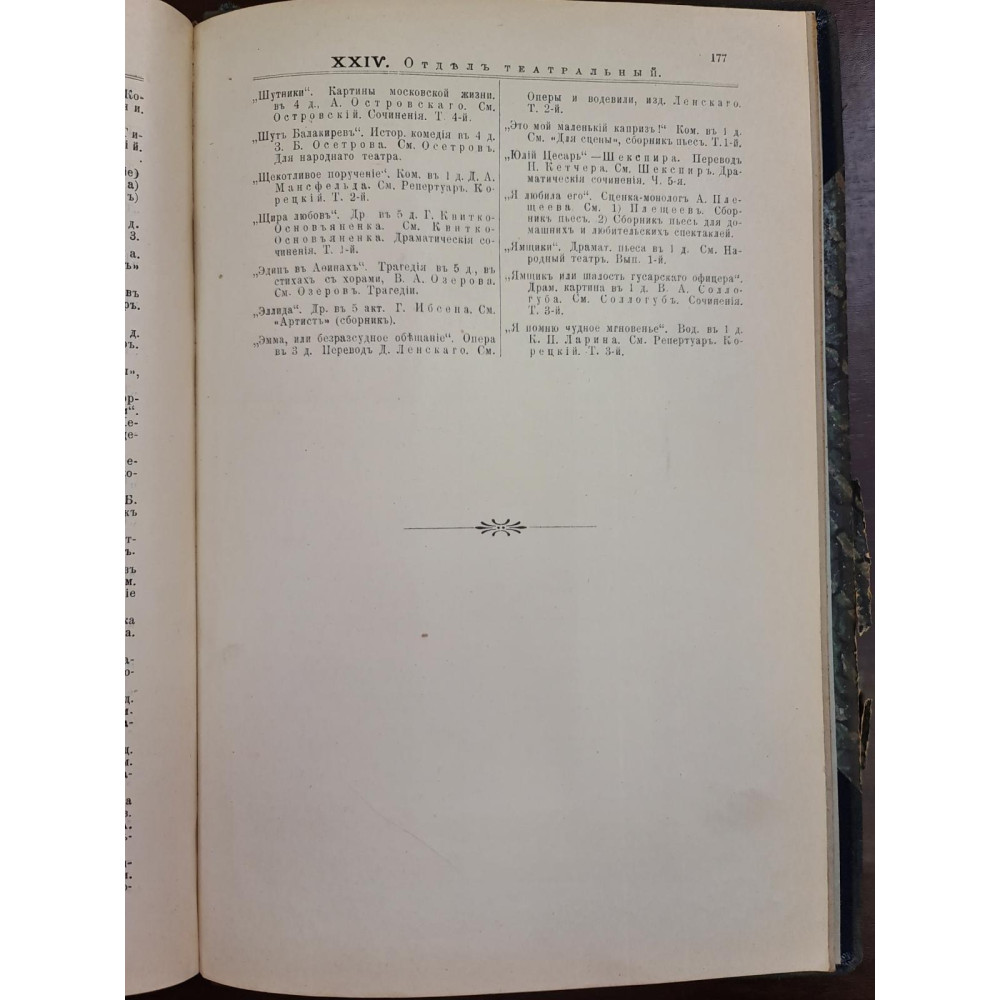 XXIV. Отдѣлъ театральный.
177
„Шутники“. Картины московской жизни.
въ 4 д., А. Островскаго. См.
Островскій. Сочиненія. Т. 4-й.
„Шутъ Балакиревъ“. Истор. комедія въ 4 д.
З. Б. Осетрова. См. Осетровъ.
Для народнаго театра.
„Щекотливое порученіе“. Ком. въ 1 д. Д. А.
Мансфельда. См. Репертуаръ. Ко-
рецкій. Т. 2-й.
„Щира любовъ“. Др въ 5 д. Г. Квитко-
Основьяненка. См. Квитко-
Основьяненка. Драматическія со-
чиненія. Т. 1-й.
„Эдипъ въ Аѳинахъ“. Трагедія въ 5 д., въ
стихахъ съ хорами, В. А. Озерова.
См. Озеровъ. Трагедіи.
„Эллида“. Др. въ 5 акт. Г. Ибсена. См.
«Артистъ» (сборникъ).
„Эмма, или безразсудное обѣщаніе“. Опера
въ 3 д. Переводъ Д. Ленскаго. См.
Оперы и водевили, изд. Ленскаго.
Т. 2-й.
„Это мой маленькій капризъ!“ Ком. въ 1 д.
См. «Для сцены», сборникъ пьесъ. Т. 1-й.
„Юлій Цесарь“ — Шекспира. Переводъ
Н. Кетчера. См. Шекспиръ. Дра-
матическія сочиненія. Ч. 5-я.
„Я любила его“. Сценка-монологъ А. Пле-
щеева. См. 1) Плещеевъ. Сбор-
никъ пьесъ. 2) Сборникъ пьесъ для до-
машнихъ и любительскихъ спектаклей.
„Ямщики“. Драмат. пьеса въ 1 д. См. На-
родный театръ. Вып. 1-й.
„Ямщикъ или шалость гусарскаго офицера“.
Драм. картина въ 1 д. В. А. Солло-
губа. См. Соллогубъ. Сочиненія.
Т. 3-й.
„Я помню чудное мгновенье“. Вод. въ 1 д.
К. П. Ларина. См. Репертуаръ. Ко-
рецкій. Т. 3-й.